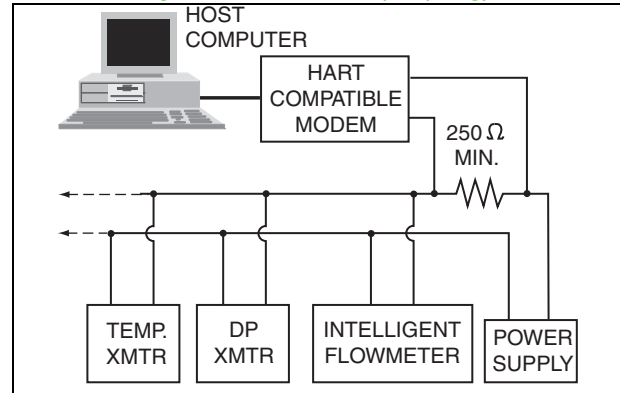 HOST
COMPUTER
HART
COMPATIBLE
MODEM
250 Ω
MIN.
TEMP.
XMTR
DP
XMTR
INTELLIGENT
FLOWMETER
POWER
SUPPLY